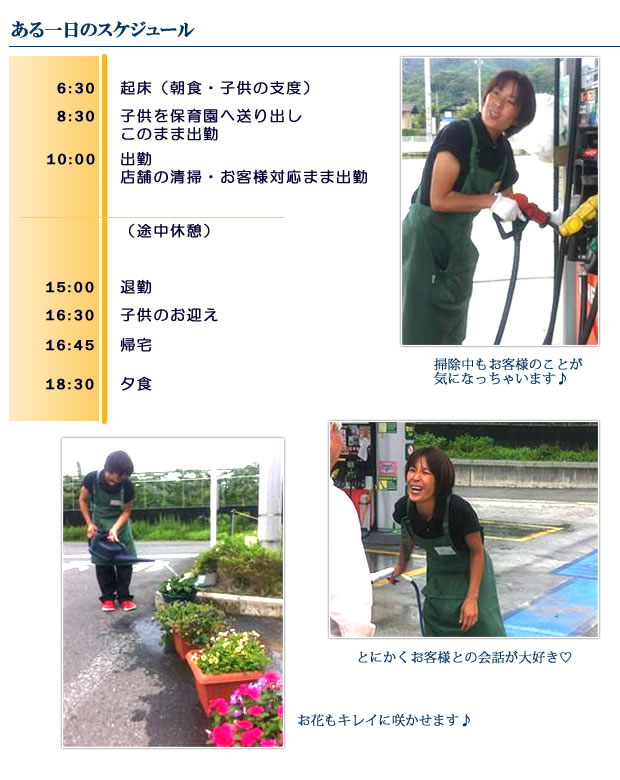 ある一日のスケジュール
6:30 起床（朝食・子供の支度）
8:30 子供を保育園へ送り出し
このまま出勤
10:00 出勤
店舗の清掃・お客様対応まま出勤
（途中休憩）
15:00 退勤
16:30 子供のお迎え
16:45 帰宅
18:30 夕食
掃除中もお客様のことが
気になっちゃいます♪
とにかくお客様との会話が大好き♡
お花もキレイに咲かせます♪